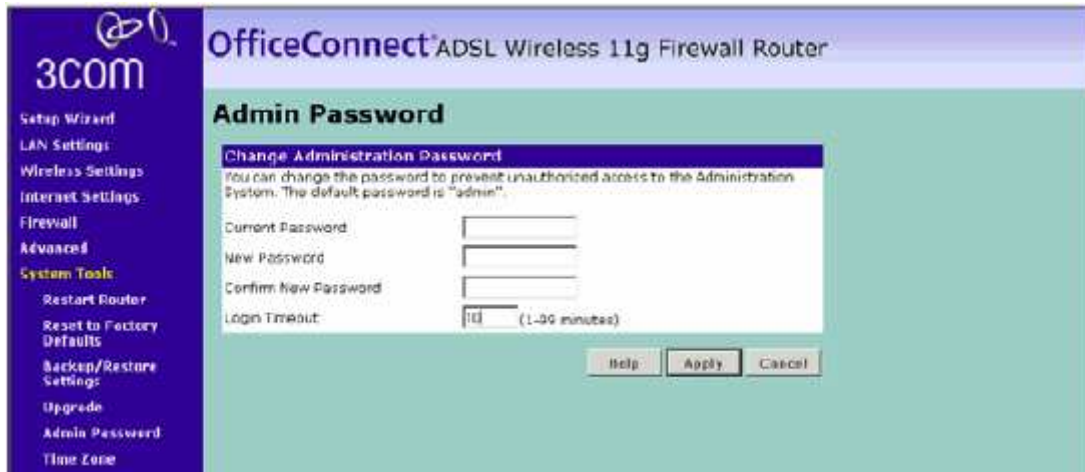 3COM
OfficeConnect ADSL Wireless 11g Firewall Router
Setup Wizard
LAN Settings
Wireless Settings
Internet Settings
Firewall
Advanced
System Tools
Restart Router
Reset to Factory
Defaults
Backup/Restore
Settings
Upgrade
Admin Password
Time Zone
Admin Password
Change Administration Password
You can change the password to prevent unauthorized access to the Administration
System. The default password is "admin".
Current Password
New Password
Confirm New Password
Login Timeout 10 (1-99 minutes)
Help Apply Cancel